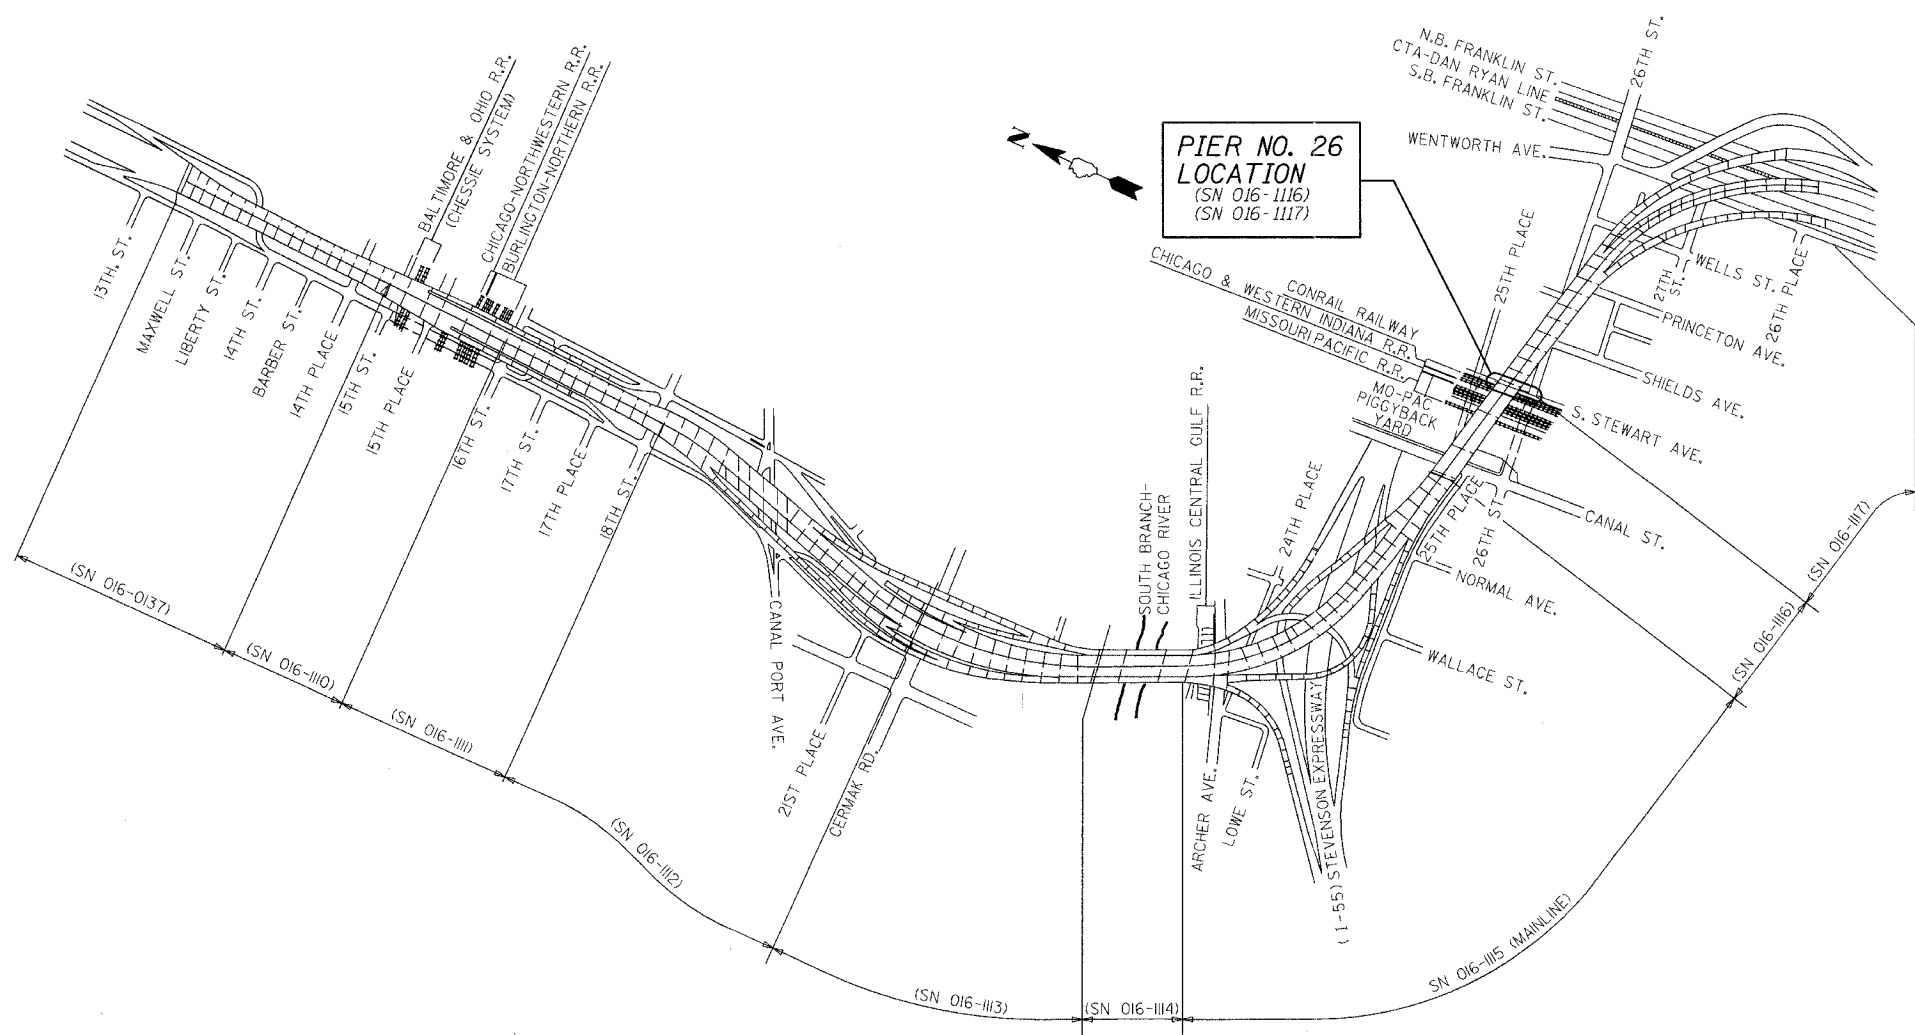 N.B. FRANKLIN ST.
CTA-DAN RYAN LINE
S.B. FRANKLIN ST.
26TH ST.
WENTWORTH AVE.
BALTIMORE & OHIO R.R.
(CHESSIE SYSTEM)
CHICAGO-NORTHWESTERN R.R.
BURLINGTON-NORTHERN R.R.
N
PIER NO. 26
LOCATION
(SN 016-1116)
(SN 016-1117)
13TH. ST.
MAXWELL ST.
LIBERTY ST.
14TH ST.
BARBER ST.
14TH PLACE
15TH ST.
15TH PLACE
16TH ST.
17TH ST.
17TH PLACE
18TH ST.
CHICAGO &
WESTERN INDIANA R.R.
CONRAIL RAILWAY
MISSOURI PACIFIC R.R.
MO-PAC
PIGGYBACK
YARD
25TH PLACE
WELLS ST.
27TH
ST.
26TH PLACE
PRINCETON AVE.
SHIELDS AVE.
S. STEWART AVE.
CANAL ST.
25TH PLACE
26TH ST.
NORMAL AVE.
WALLACE ST.
24TH PLACE
ILLINOIS CENTRAL GULF R.R.
SOUTH BRANCH-
CHICAGO RIVER
CANAL PORT AVE.
21ST PLACE
CERMAK RD.
ARCHER AVE.
LOWE ST.
(I-55) STEVENSON EXPRESSWAY
(SN 016-0137)
(SN 016-1110)
(SN 016-1111)
(SN 016-1112)
(SN 016-1113)
(SN 016-1114)
SN 016-1115 (MAINLINE)
(SN 016-1116)
(SN 016-1117)